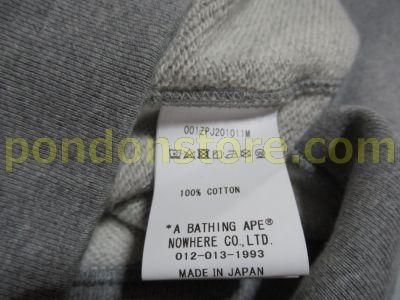 001ZPJ201011M
pondonstore.com
100% COTTON
"A BATHING APE®
NOWHERE CO.,LTD.
012-013-1993
MADE IN JAPAN